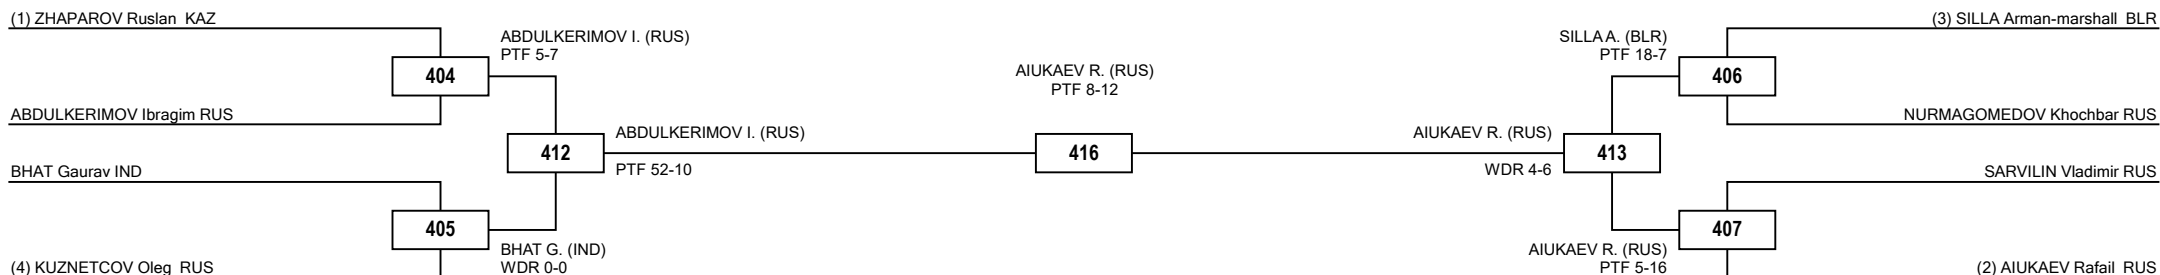 (1) ZHAPAROV Ruslan KAZ
404
ABDULKERIMOV I. (RUS)
PTF 5-7
ABDULKERIMOV Ibragim RUS
412
ABDULKERIMOV I. (RUS)
PTF 52-10
BHAT Gaurav IND
405
BHAT G. (IND)
WDR 0-0
(4) KUZNETCOV Oleg RUS
AIUKAEV R. (RUS)
PTF 8-12
416
(3) SILLA Arman-marshall BLR
SILLA A. (BLR)
PTF 18-7
406
NURMAGOMEDOV Khochbar RUS
AIUKAEV R. (RUS)
WDR 4-6
413
SARVILIN Vladimir RUS
407
AIUKAEV R. (RUS)
PTF 5-16
(2) AIUKAEV Rafail RUS